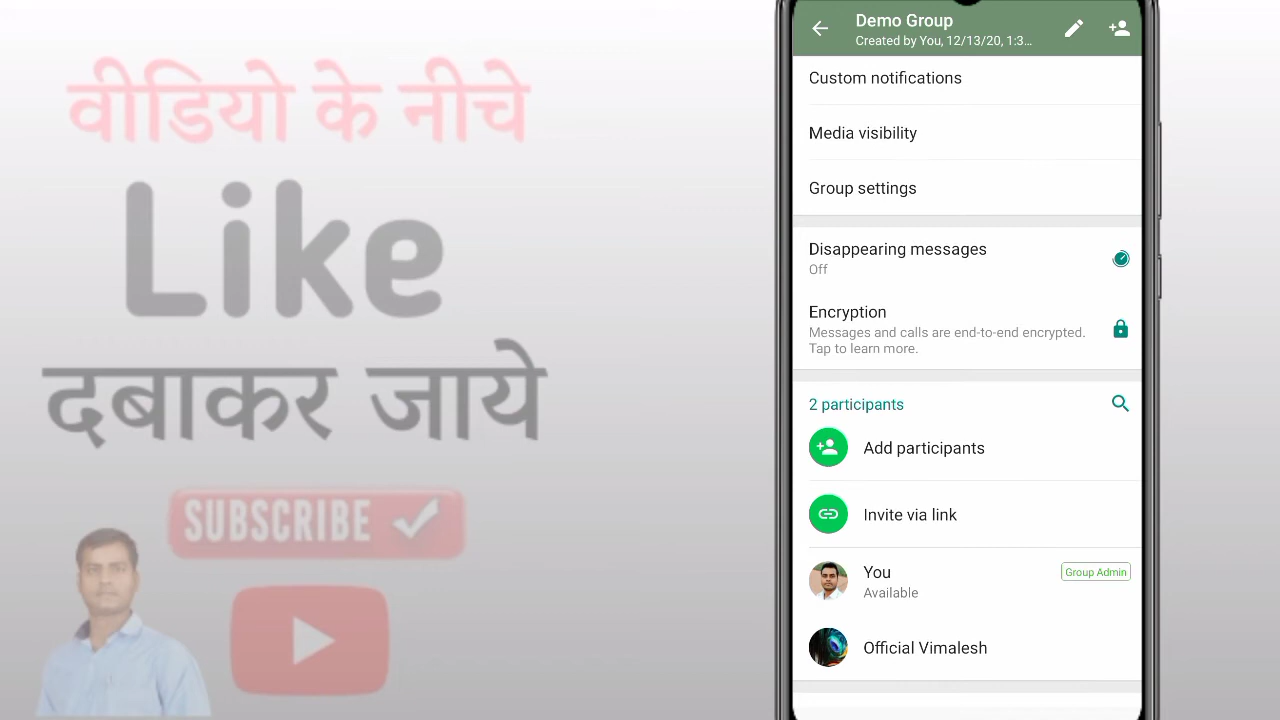 वीडियो के नीचे
Like
दबाकर जाये
SUBSCRIBE
Demo Group
Created by You, 12/13/20, 1:3...
Custom notifications
Media visibility
Group settings
Disappearing messages
Off
Encryption
Messages and calls are end-to-end encrypted.
Tap to learn more.
2 participants
Add participants
Invite via link
You
Group Admin
Available
Official Vimalesh